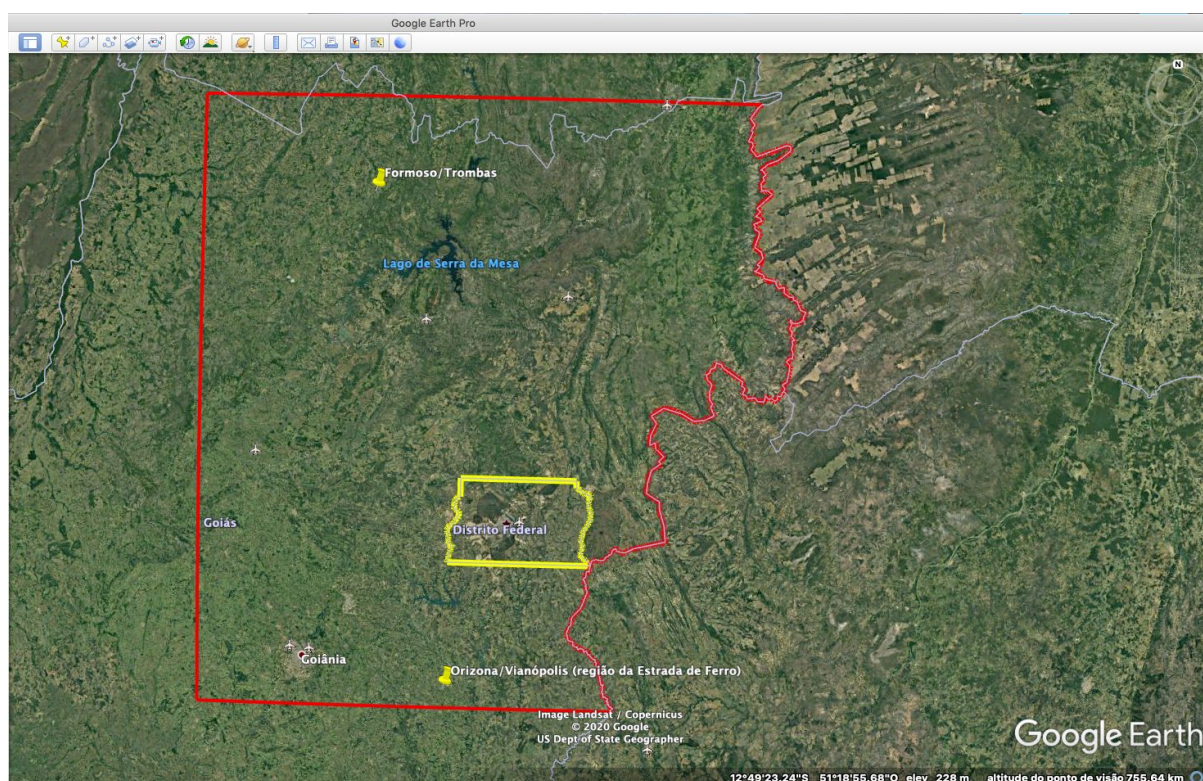 Google Earth Pro
N
Formoso/Trombas
Lago de Serra da Mesa
Goiás
Distrito Federal
Goiânia
Orizona/Vianópolis (região da Estrada de Ferro)
Image Landsat / Copernicus
© 2020 Google
US Dept of State Geographer
Google Earth
12°49'23.24"S 51°18'55.68"O elev 228 m altitude do ponto de visão 755.64 km